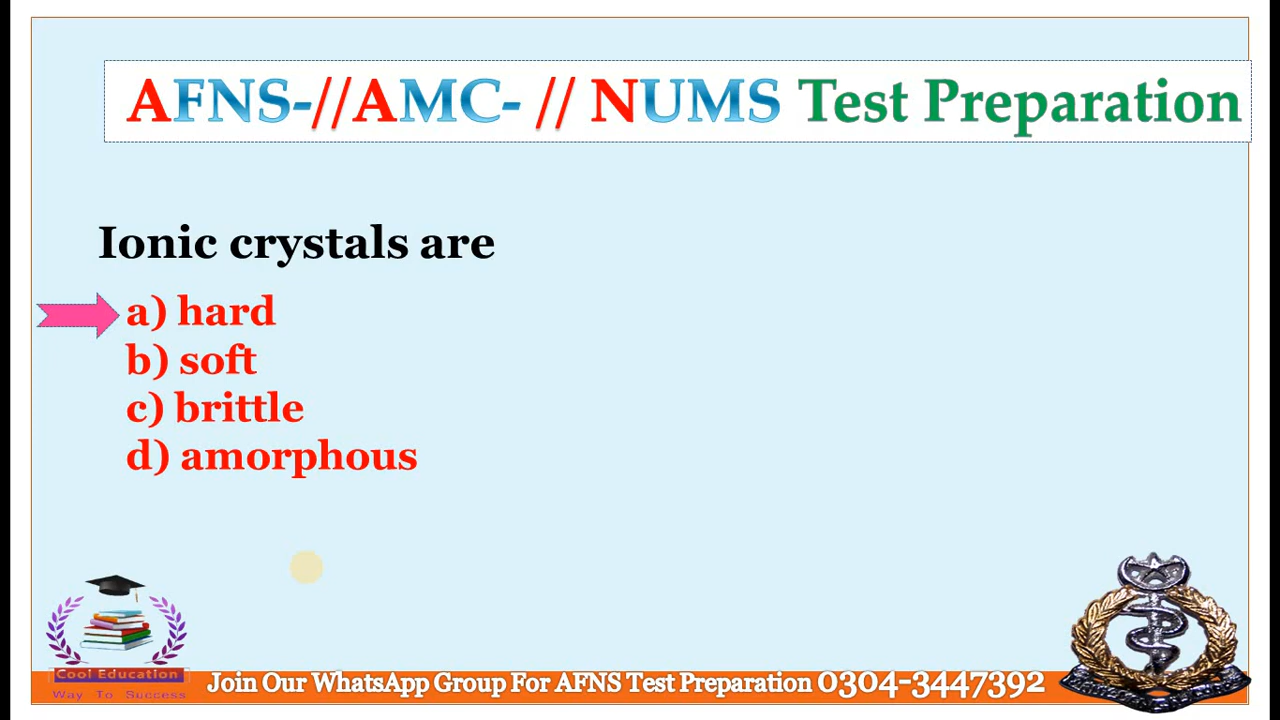 AFNS-//AMC- // NUMS Test Preparation
Ionic crystals are
a) hard
b) soft
c) brittle
d) amorphous
Cool Education
Way To Success
Join Our WhatsApp Group For AFNS Test Preparation 0304-3447392